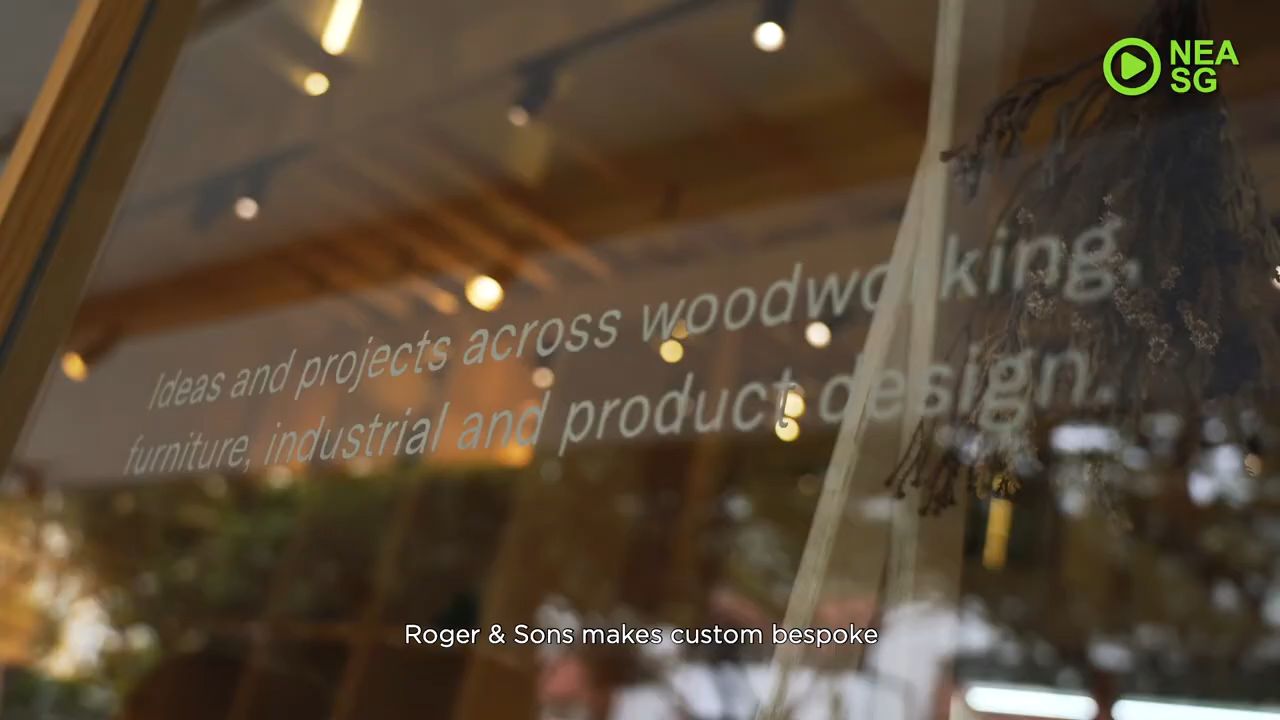 NEA
SG
Ideas and projects across woodworking,
furniture, industrial and product design.
Roger & Sons makes custom bespoke